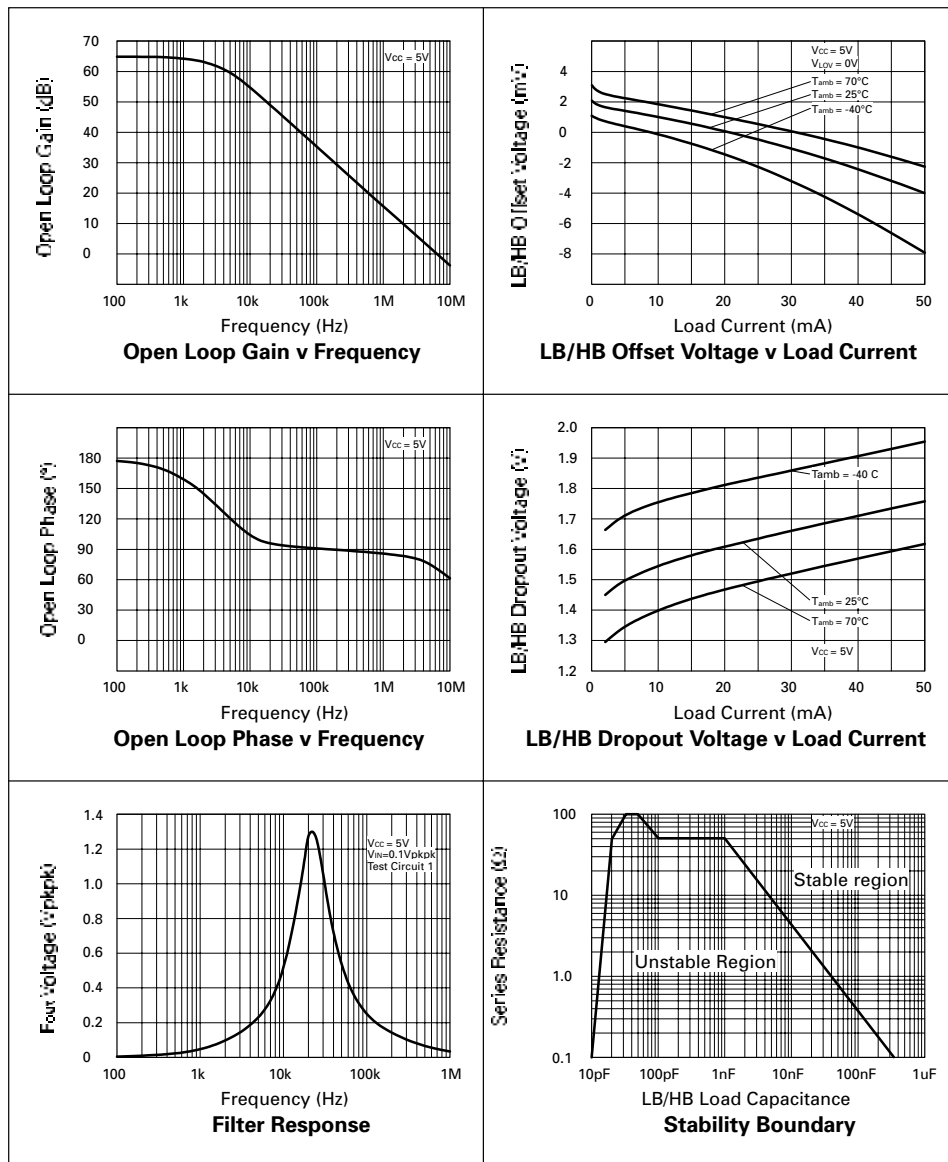 70
60
50
40
30
20
10
0
Open Loop Gain (dB)
VCC = 5V
100 1k 10k 100k 1M 10M
Frequency (Hz)
Open Loop Gain v Frequency
4
2
0
-2
-4
-6
-8
LB/HB Offset Voltage (mV)
VCC = 5V
VLOV = 0V
Tamb = 70°C
Tamb = 25°C
Tamb = -40°C
0 10 20 30 40 50
Load Current (mA)
LB/HB Offset Voltage v Load Current
180
150
120
90
60
30
0
Open Loop Phase (°)
VCC = 5V
100 1k 10k 100k 1M 10M
Frequency (Hz)
Open Loop Phase v Frequency
2.0
1.9
1.8
1.7
1.6
1.5
1.4
1.3
1.2
LB/HB Dropout Voltage (V)
Tamb = -40 C
Tamb = 25°C
Tamb = 70°C
VCC = 5V
0 10 20 30 40 50
Load Current (mA)
LB/HB Dropout Voltage v Load Current
1.4
1.2
1.0
0.8
0.6
0.4
0.2
0
FOUT Voltage (Vpkpk)
VCC = 5V
VIN=0.1Vpkpk
Test Circuit 1
100 1k 10k 100k 1M
Frequency (Hz)
Filter Response
100
10
1.0
0.1
Series Resistance (Ω)
VCC = 5V
Stable region
Unstable Region
10pF 100pF 1nF 10nF 100nF 1uF
LB/HB Load Capacitance
Stability Boundary